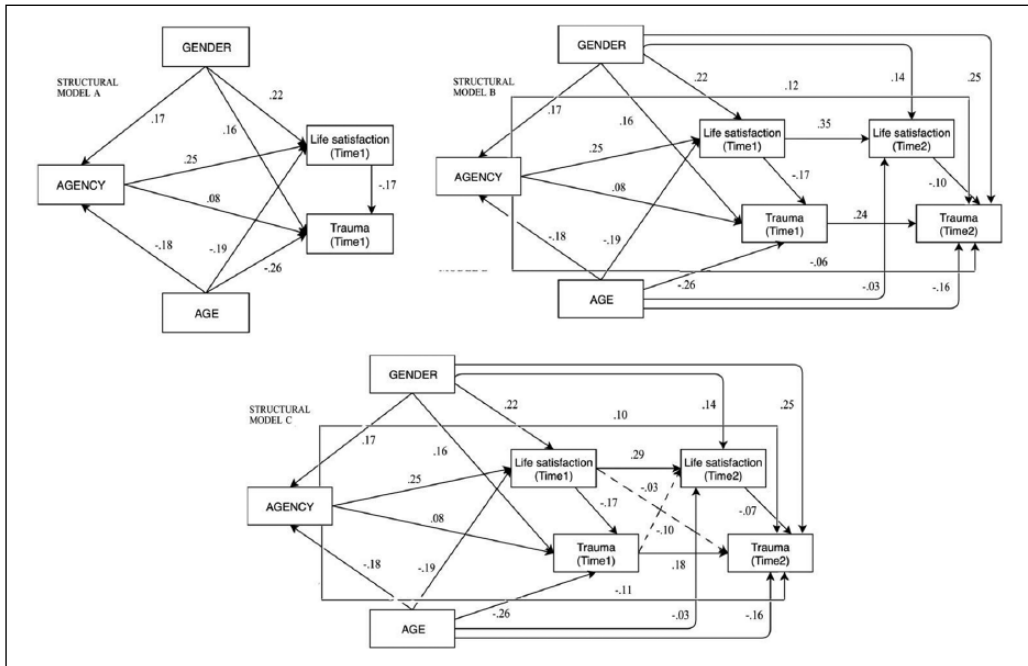 GENDER
STRUCTURAL
MODEL A
.22
.17
.16
Life satisfaction
(Time1)
.25
AGENCY
-.17
.08
Trauma
(Time1)
-.18
-.19
-.26
AGE
GENDER
STRUCTURAL
MODEL B
.22
.14
.25
.12
.17
.16
Life satisfaction
(Time1)
.35
Life satisfaction
(Time2)
.25
AGENCY
-.17
-.10
.08
Trauma
(Time1)
.24
Trauma
(Time2)
-.18
-.19
-.06
-.26
-.03
-.16
AGE
GENDER
STRUCTURAL
MODEL C
.22
.14
.25
.10
.17
.16
Life satisfaction
(Time1)
.29
Life satisfaction
(Time2)
.25
-.03
AGENCY
-.17
-.07
.08
-.10
Trauma
(Time1)
.18
Trauma
(Time2)
-.18
-.19
-.11
-.26
-.03
-.16
AGE